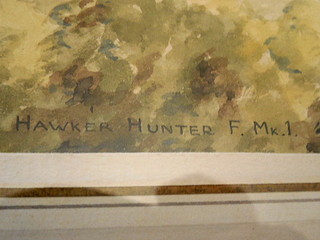 HAWKER HUNTER F. MK.1.